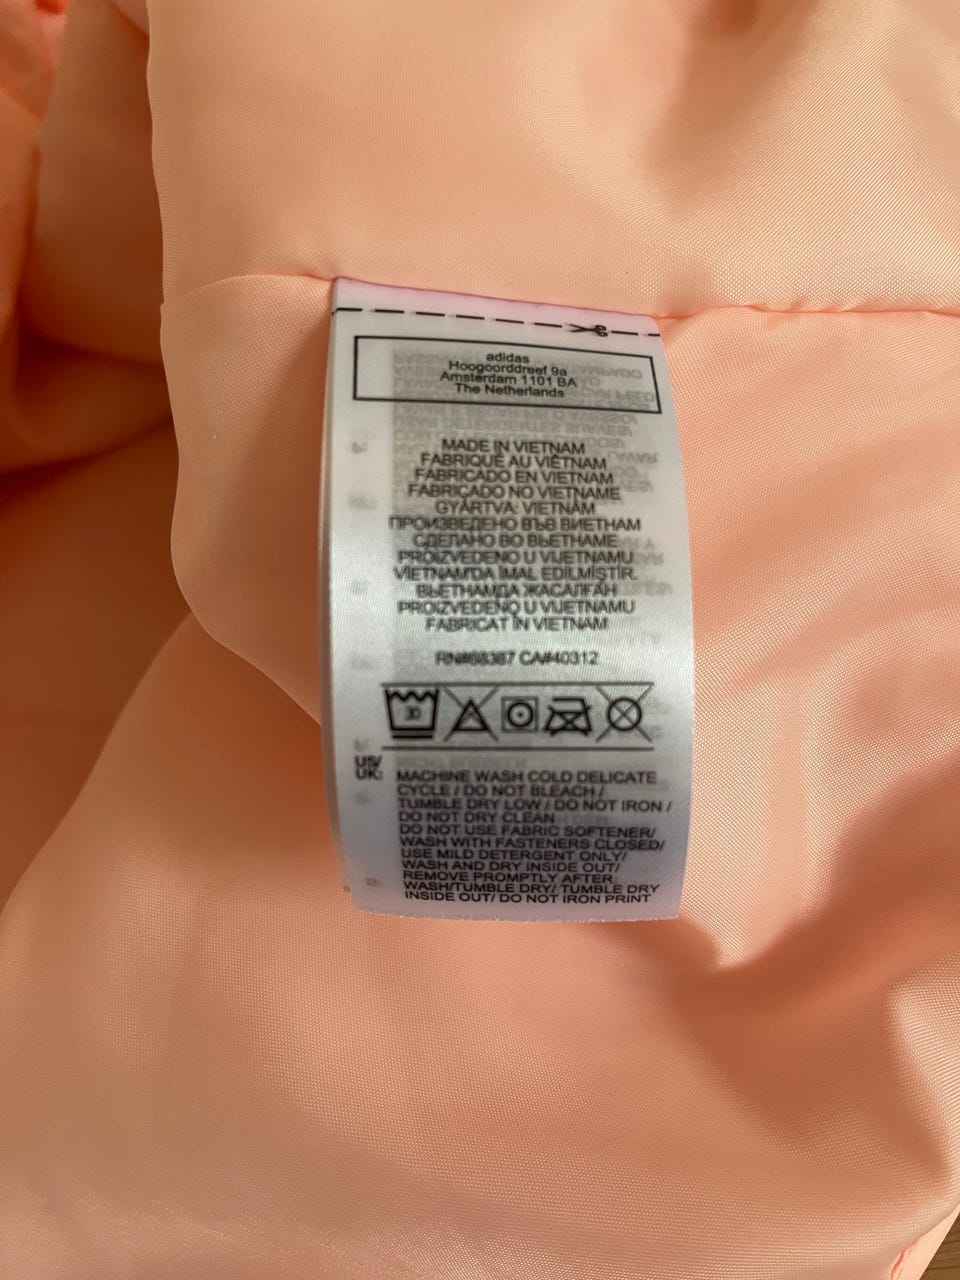 adidas
Hoogoorddreef 9a
Amsterdam 1101 BA
The Netherlands
MADE IN VIETNAM
FABRIQUÉ AU VIÊTNAM
FABRICADO EN VIETNAM
FABRICADO NO VIETNAME
GYÁRTVA: VIETNÁM
ПРОИЗВЕДЕНО ВЪВ ВИЕТНАМ
СДЕЛАНО ВО ВЬЕТНАМЕ
PROIZVEDENO U VIJETNAMU
VİETNAM'DA İMAL EDİLMİŞTİR.
ВЬЕТНАМДА ЖАСАЛҒАН
PROIZVEDENO U VIJETNAMU
FABRICAT ÎN VIETNAM
RN#88387 CA#40312
30
US/
UK:
MACHINE WASH COLD DELICATE
CYCLE / DO NOT BLEACH /
TUMBLE DRY LOW / DO NOT IRON /
DO NOT DRY CLEAN
DO NOT USE FABRIC SOFTENER/
WASH WITH FASTENERS CLOSED/
USE MILD DETERGENT ONLY/
WASH AND DRY INSIDE OUT/
REMOVE PROMPTLY AFTER
WASH/TUMBLE DRY/ TUMBLE DRY
INSIDE OUT/ DO NOT IRON PRINT